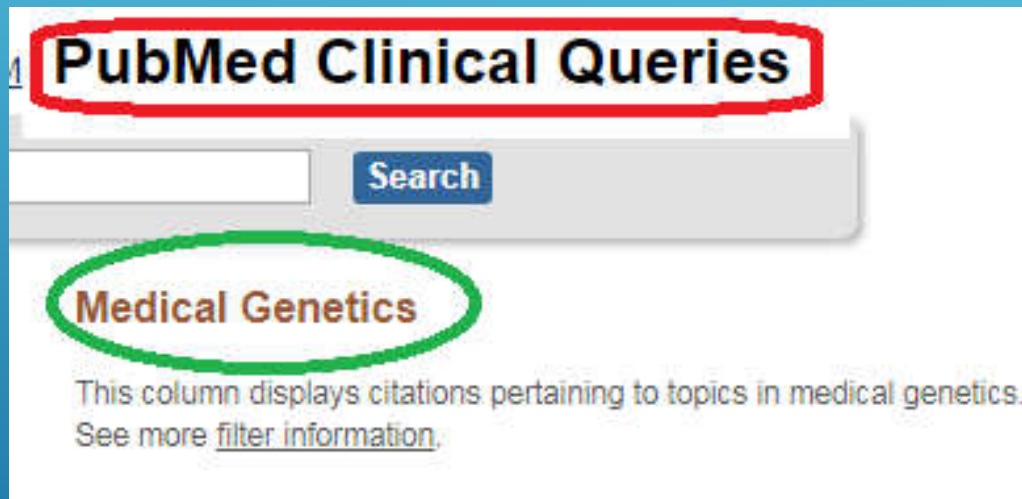 PubMed Clinical Queries
Search
Medical Genetics
This column displays citations pertaining to topics in medical genetics.
See more filter information.